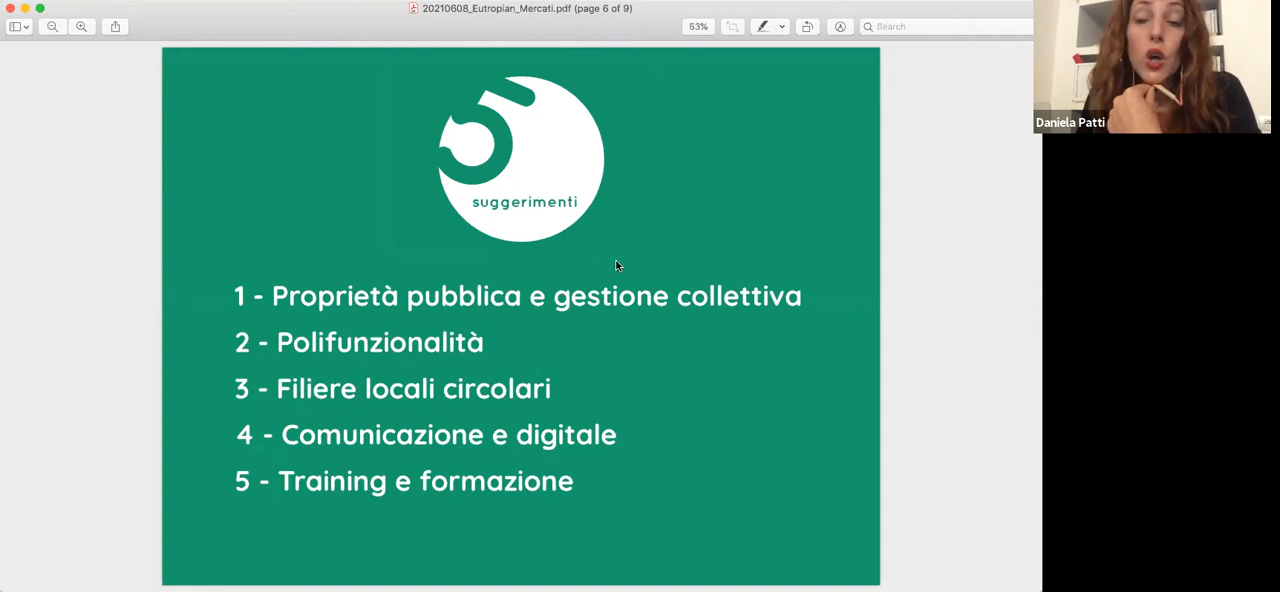 20210608_Eutropian_Mercati.pdf (page 6 of 9)
53%
Search
Daniela Patti
5
suggerimenti
1 - Proprietà pubblica e gestione collettiva
2 - Polifunzionalità
3 - Filiere locali circolari
4 - Comunicazione e digitale
5 - Training e formazione